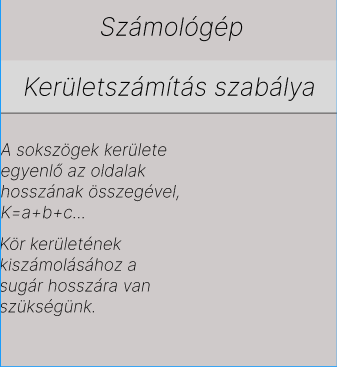 Számológép
Kerületszámítás szabálya
A sokszögek kerülete
egyenlő az oldalak
hosszának összegével,
K=a+b+c...
Kör kerületének
kiszámolásához a
sugár hosszára van
szükségünk.